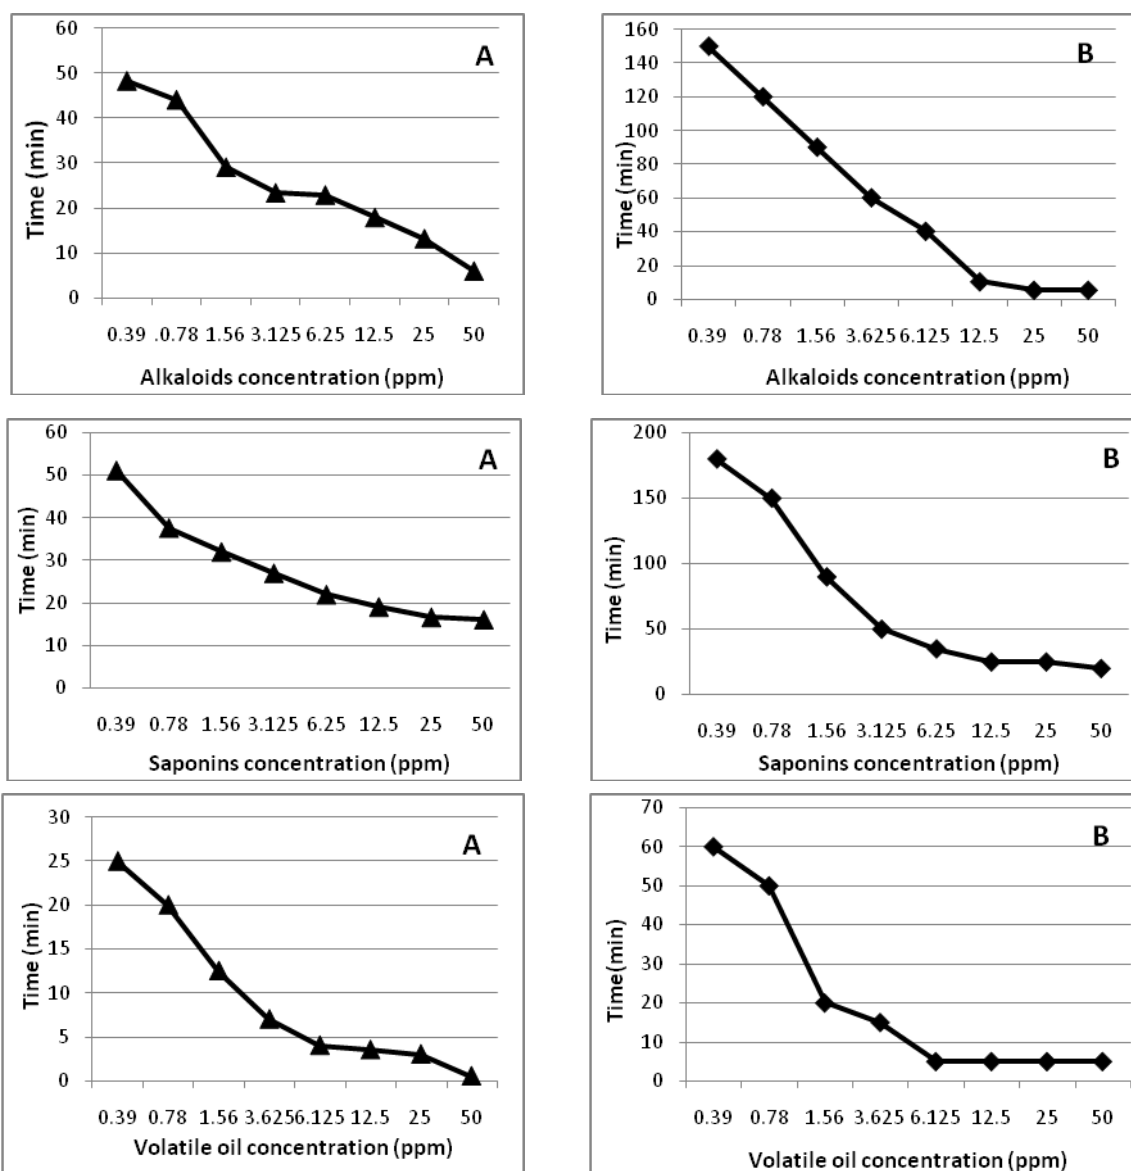 A
60
50
40
30
20
10
0
Time (min)
0.39 .0.78 1.56 3.125 6.25 12.5 25 50
Alkaloids concentration (ppm)
B
160
140
120
100
80
60
40
20
0
Time (min)
0.39 0.78 1.56 3.625 6.125 12.5 25 50
Alkaloids concentration (ppm)
A
60
50
40
30
20
10
0
Time (min)
0.39 0.78 1.56 3.125 6.25 12.5 25 50
Saponins concentration (ppm)
B
200
150
100
50
0
Time (min)
0.39 0.78 1.56 3.125 6.25 12.5 25 50
Saponins concentration (ppm)
A
30
25
20
15
10
5
0
Time (min)
0.39 0.78 1.56 3.6256.125 12.5 25 50
Volatile oil concentration (ppm)
B
70
60
50
40
30
20
10
0
Time(min)
0.39 0.78 1.56 3.625 6.125 12.5 25 50
Volatile oil concentration (ppm)